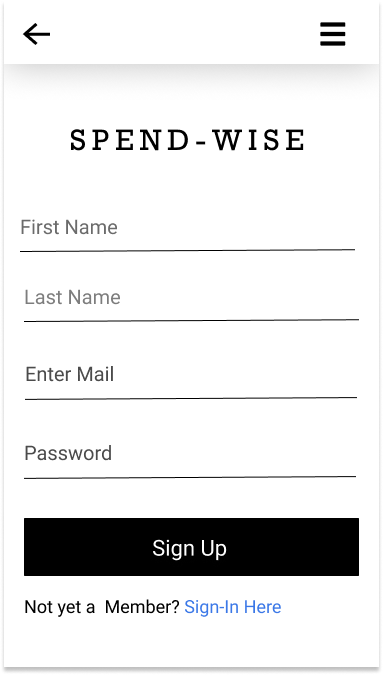 SPEND-WISE
First Name
Last Name
Enter Mail
Password
Sign Up
Not yet a  Member? Sign-In Here